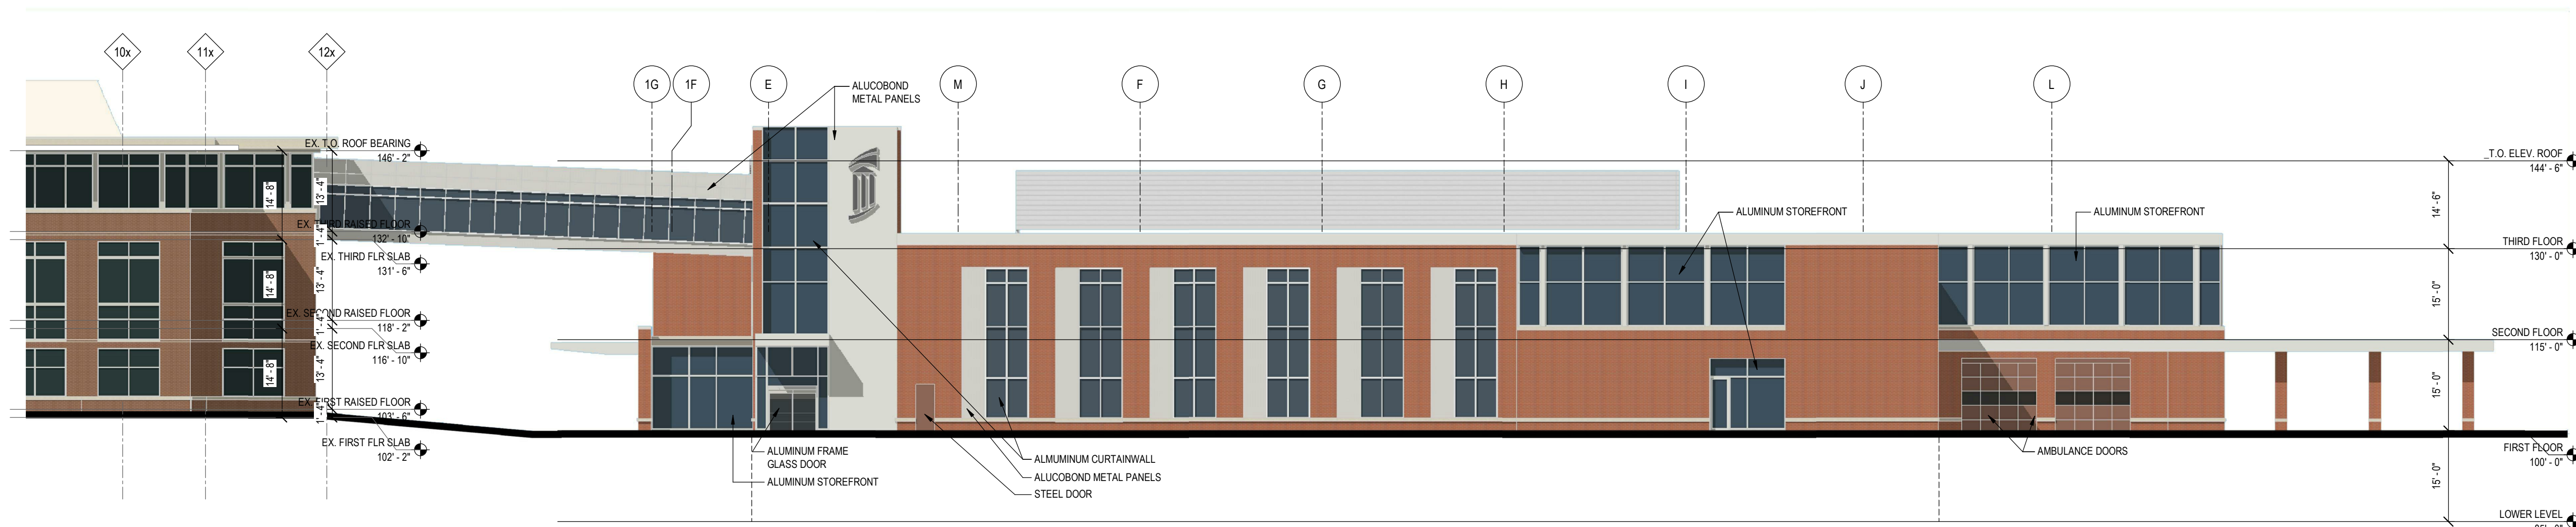 10x
11x
12x
1G
1F
E
M
F
G
H
I
J
L
ALUCOBOND
METAL PANELS
EX. T.O. ROOF BEARING
146' - 2"
14' - 8"
13' - 4"
EX. THIRD RAISED FLOOR
132' - 10"
1' - 4"
EX. THIRD FLR SLAB
131' - 6"
14' - 8"
13' - 4"
EX. SECOND RAISED FLOOR
118' - 2"
1' - 4"
EX. SECOND FLR SLAB
116' - 10"
14' - 8"
13' - 4"
EX. FIRST RAISED FLOOR
103' - 6"
1' - 4"
EX. FIRST FLR SLAB
102' - 2"
ALUMINUM STOREFRONT
ALUMINUM STOREFRONT
_T.O. ELEV. ROOF
144' - 6"
14' - 6"
THIRD FLOOR
130' - 0"
15' - 0"
SECOND FLOOR
115' - 0"
15' - 0"
FIRST FLOOR
100' - 0"
15' - 0"
LOWER LEVEL
ALUMINUM FRAME
GLASS DOOR
ALUMINUM STOREFRONT
ALMUMINUM CURTAINWALL
ALUCOBOND METAL PANELS
STEEL DOOR
AMBULANCE DOORS